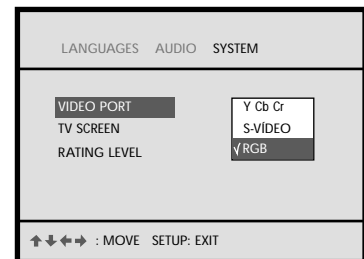 LANGUAGES AUDIO SYSTEM
VIDEO PORT Y Cb Cr
TV SCREEN S-VÍDEO
RATING LEVEL √ RGB
: MOVE SETUP: EXIT